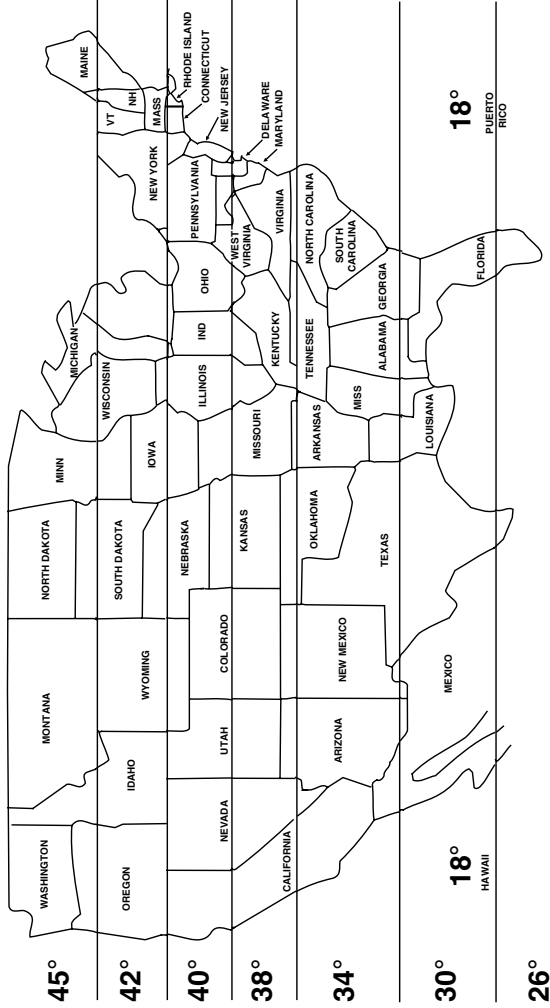 45°
42°
40°
38°
34°
30°
26°
WASHINGTON
MONTANA
NORTH DAKOTA
MINN
MICHIGAN
VT
NH
MAINE
OREGON
IDAHO
WYOMING
SOUTH DAKOTA
WISCONSIN
IOWA
NEW YORK
MASS
RHODE ISLAND
CONNECTICUT
NEW JERSEY
DELAWARE
MARYLAND
NEVADA
UTAH
COLORADO
NEBRASKA
KANSAS
ILLINOIS
IND
OHIO
PENNSYLVANIA
WEST
VIRGINIA
VIRGINIA
CALIFORNIA
MISSOURI
KENTUCKY
ARIZONA
NEW MEXICO
OKLAHOMA
ARKANSAS
TENNESSEE
NORTH CAROLINA
SOUTH
CAROLINA
TEXAS
MISS
ALABAMA
GEORGIA
LOUISIANA
FLORIDA
MEXICO
18°
HAWAII
18°
PUERTO
RICO